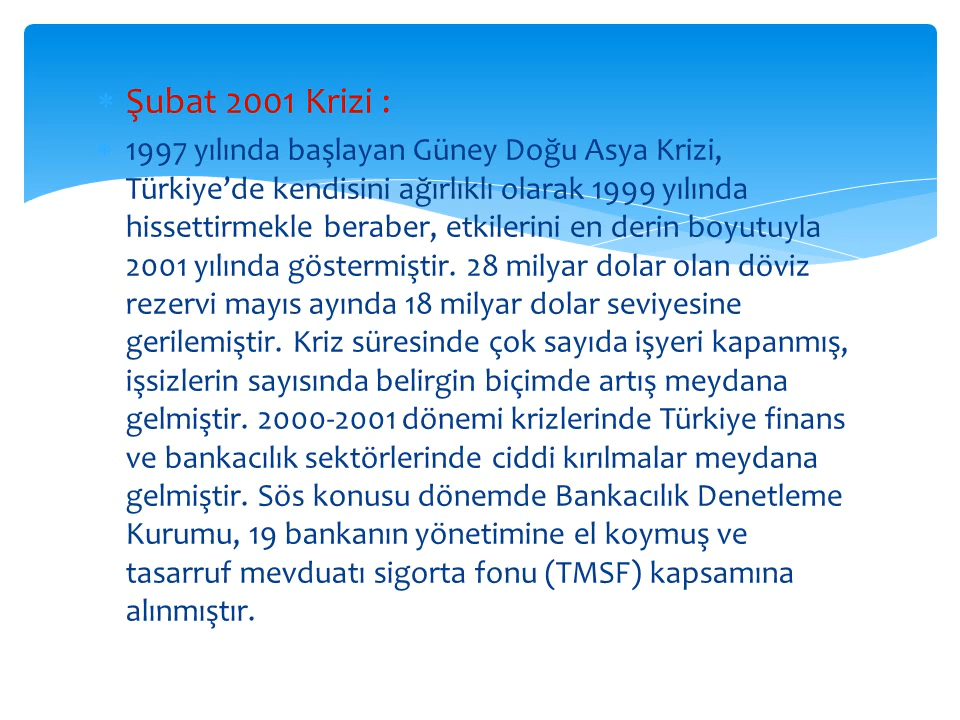 Şubat 2001 Krizi :
1997 yılında başlayan Güney Doğu Asya Krizi,
Türkiye’de kendisini ağırlıklı olarak 1999 yılında
hissettirmekle beraber, etkilerini en derin boyutuyla
2001 yılında göstermiştir. 28 milyar dolar olan döviz
rezervi mayıs ayında 18 milyar dolar seviyesine
gerilemiştir. Kriz süresinde çok sayıda işyeri kapanmış,
işsizlerin sayısında belirgin biçimde artış meydana
gelmiştir. 2000-2001 dönemi krizlerinde Türkiye finans
ve bankacılık sektörlerinde ciddi kırılmalar meydana
gelmiştir. Sös konusu dönemde Bankacılık Denetleme
Kurumu, 19 bankanın yönetimine el koymuş ve
tasarruf mevduatı sigorta fonu (TMSF) kapsamına
alınmıştır.